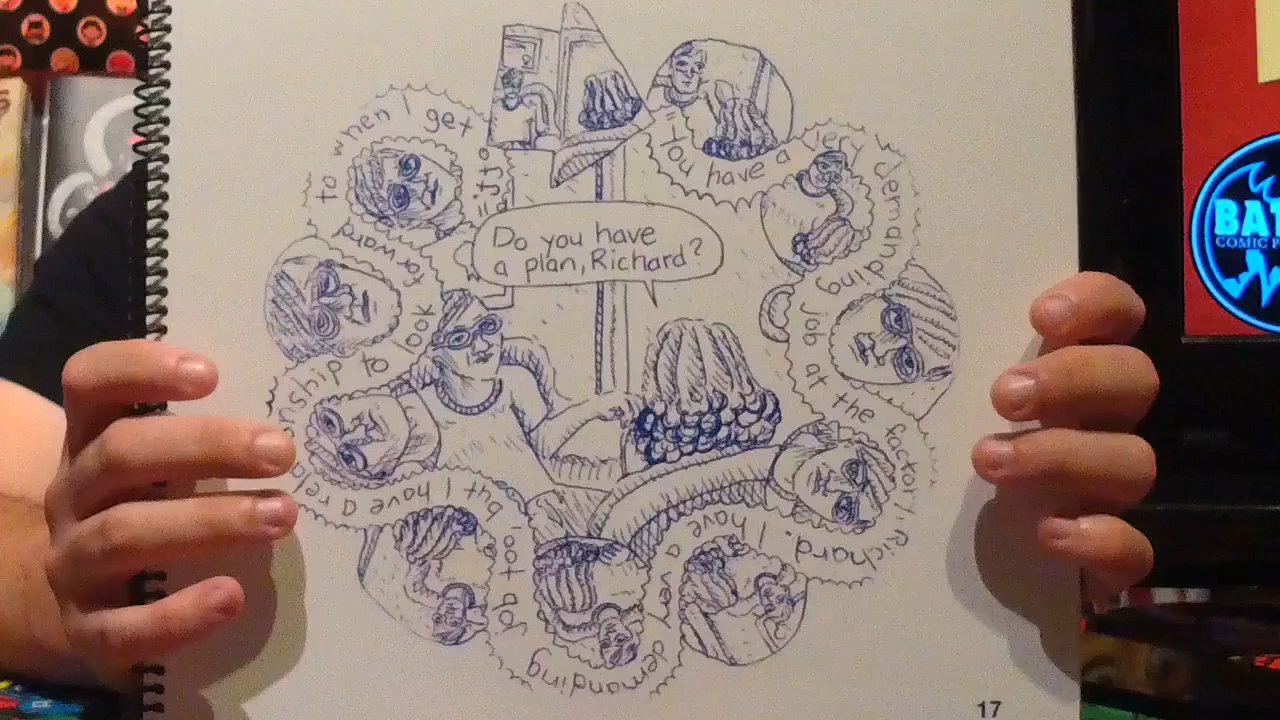 = You have a very demanding job at the factory, Richard. I have a very demanding job too, but I have a relationship to look forward to when I get
Do you have
a plan, Richard?
BAT
COMIC P
17